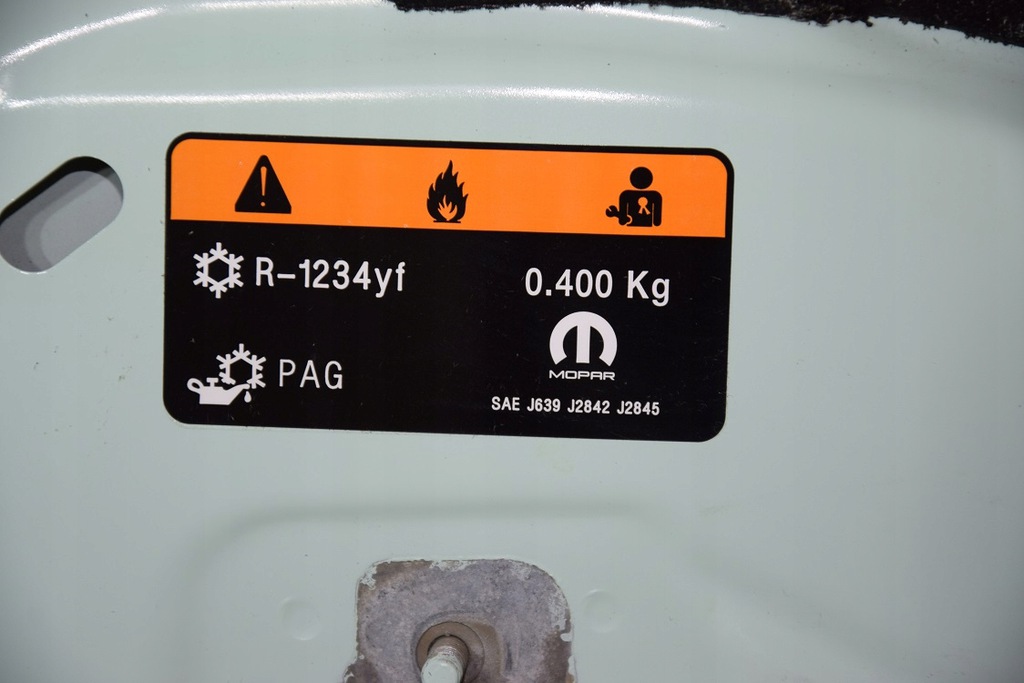 R-1234yf
0.400 Kg
MOPAR
PAG
SAE J639 J2842 J2845